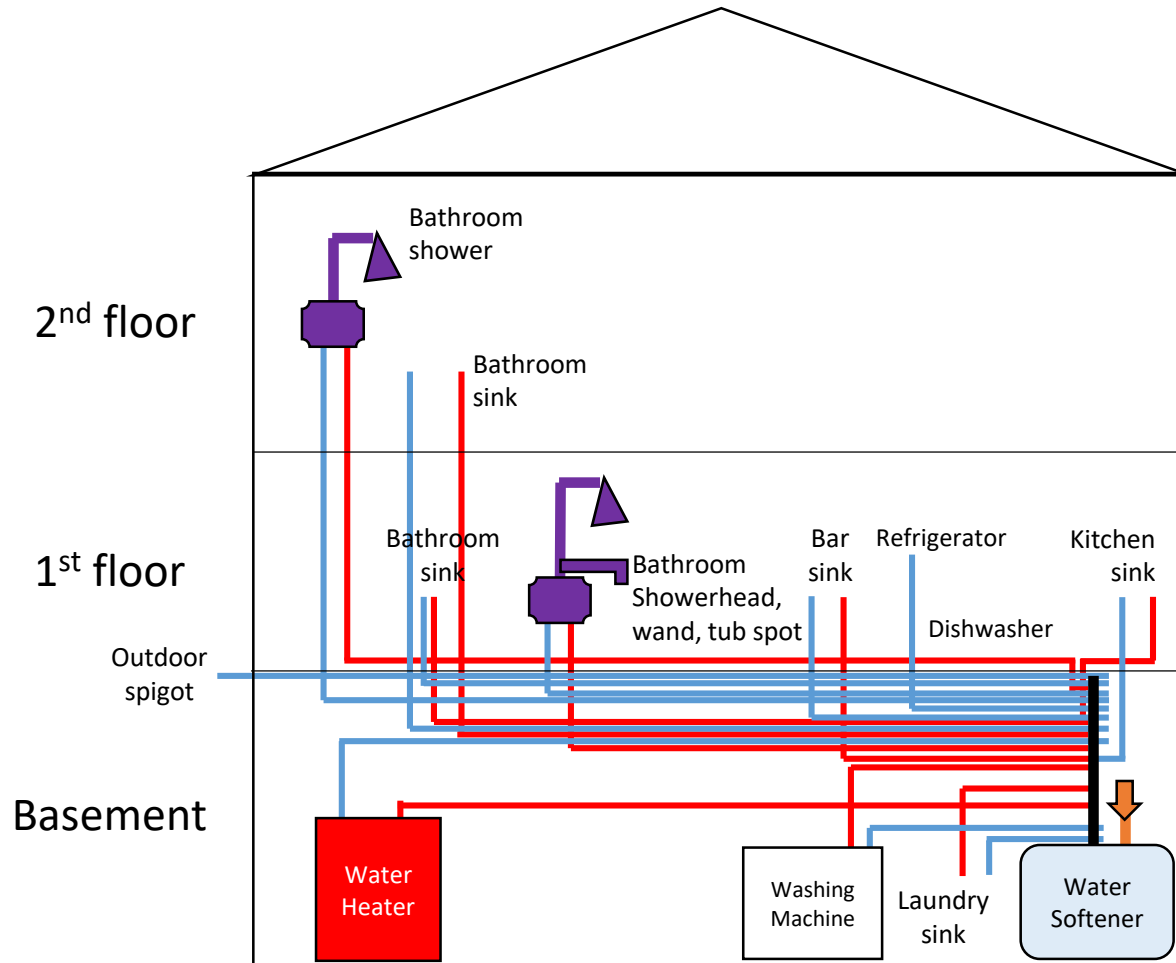 Bathroom
shower
2nd floor
Bathroom
sink
Bathroom
sink
Bathroom
Showerhead,
wand, tub spot
Bar
sink
Refrigerator
Kitchen
sink
1st floor
Dishwasher
Outdoor
spigot
Basement
Water
Heater
Washing
Machine
Laundry
sink
Water
Softener